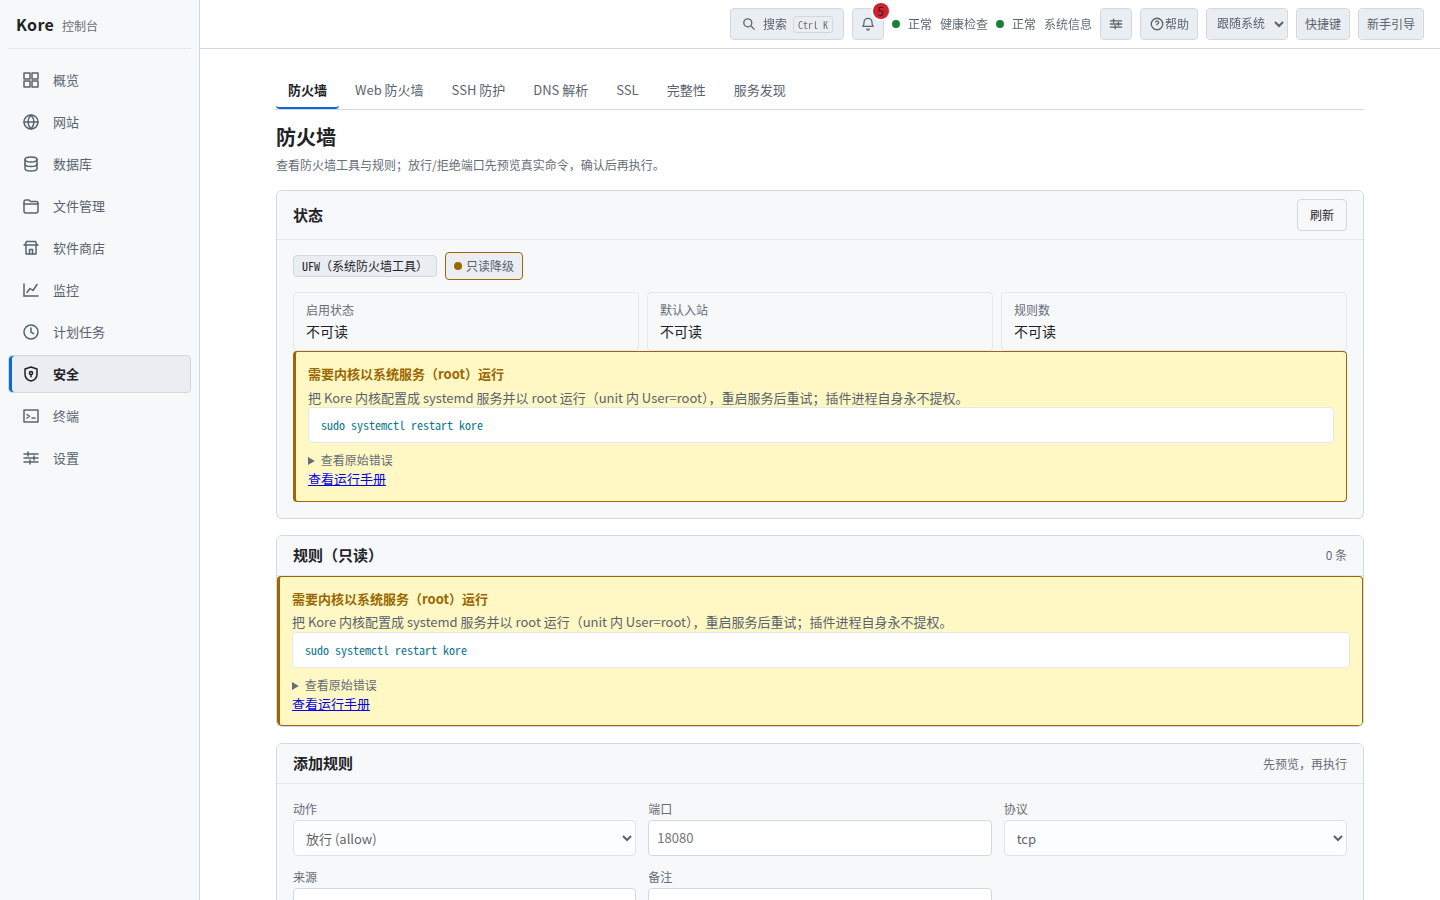 Kore 控制台
搜索 Ctrl K
5
正常 健康检查
正常 系统信息
帮助
跟随系统
快捷键
新手引导
概览
网站
数据库
文件管理
软件商店
监控
计划任务
安全
终端
设置
防火墙 Web 防火墙 SSH 防护 DNS 解析 SSL 完整性 服务发现
防火墙
查看防火墙工具与规则；放行/拒绝端口先预览真实命令，确认后再执行。
状态
刷新
UFW（系统防火墙工具） 只读降级
启用状态
不可读
默认入站
不可读
规则数
不可读
需要内核以系统服务（root）运行
把 Kore 内核配置成 systemd 服务并以 root 运行（unit 内 User=root），重启服务后重试；插件进程自身永不提权。
sudo systemctl restart kore
查看原始错误
查看运行手册
规则（只读）
0 条
需要内核以系统服务（root）运行
把 Kore 内核配置成 systemd 服务并以 root 运行（unit 内 User=root），重启服务后重试；插件进程自身永不提权。
sudo systemctl restart kore
查看原始错误
查看运行手册
添加规则
先预览，再执行
动作
放行 (allow)
端口
18080
协议
tcp
来源
备注